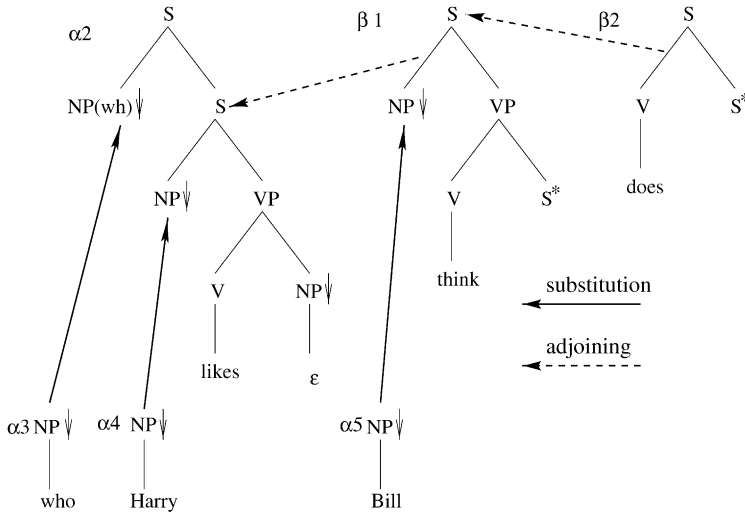 S S S
α2 β 1 β2
NP(wh)↓ S NP↓ VP V S*
NP↓ VP V S* does
V NP↓ think substitution
likes ε adjoining
α3 NP↓ α4 NP↓ α5 NP↓
who Harry Bill